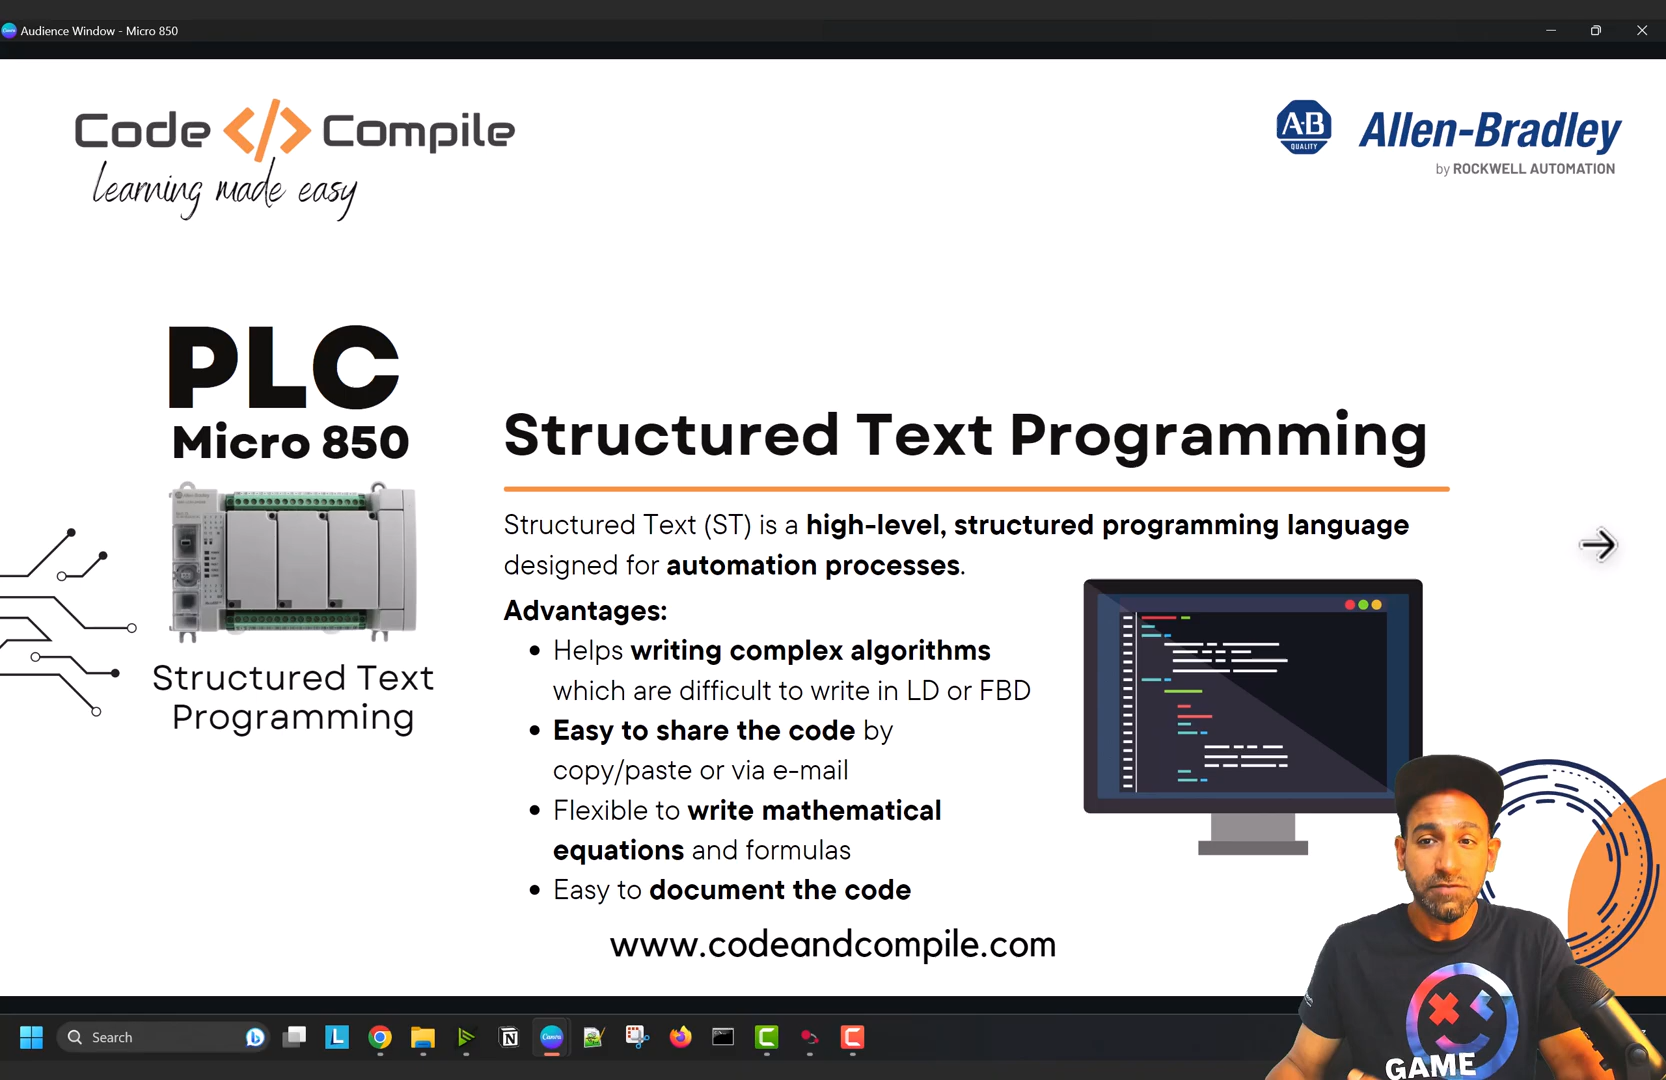 Audience Window - Micro 850
Code </> Compile
learning made easy
A·B
QUALITY
Allen-Bradley
by ROCKWELL AUTOMATION
PLC
Micro 850
Structured Text
Programming
Structured Text Programming
Structured Text (ST) is a high-level, structured programming language
designed for automation processes.
Advantages:
• Helps writing complex algorithms
which are difficult to write in LD or FBD
• Easy to share the code by
copy/paste or via e-mail
• Flexible to write mathematical
equations and formulas
• Easy to document the code
www.codeandcompile.com
Search
GAME